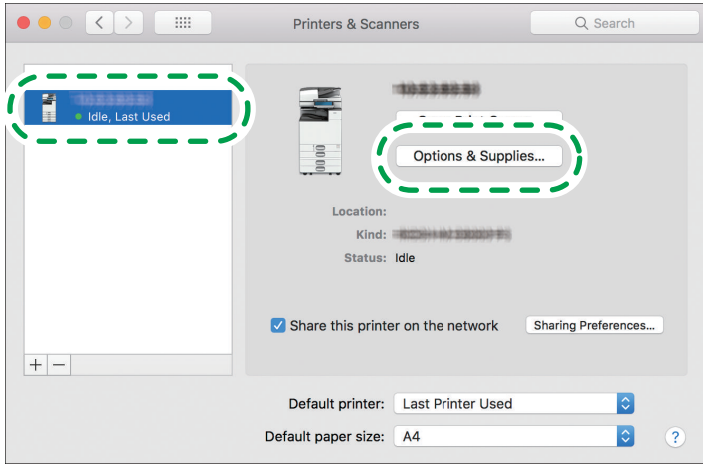 Printers & Scanners
Search
Idle, Last Used
Options & Supplies...
Location:
Kind:
Status: Idle
Share this printer on the network
Sharing Preferences...
+ −
Default printer: Last Printer Used
Default paper size: A4
?